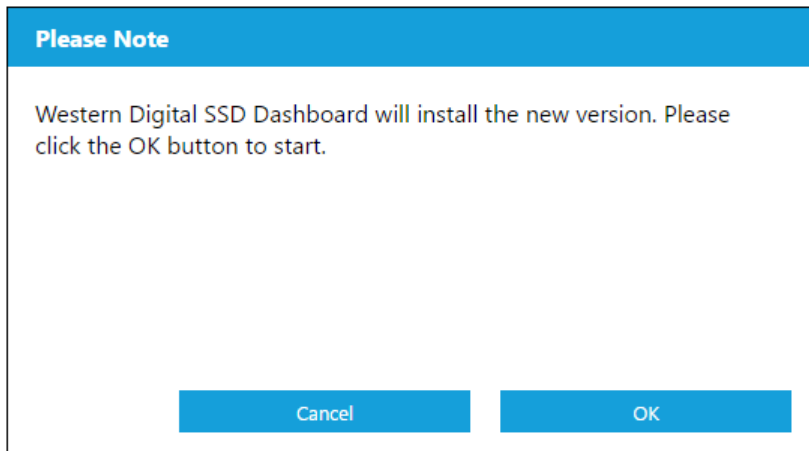 Please Note
Western Digital SSD Dashboard will install the new version. Please
click the OK button to start.
Cancel
OK